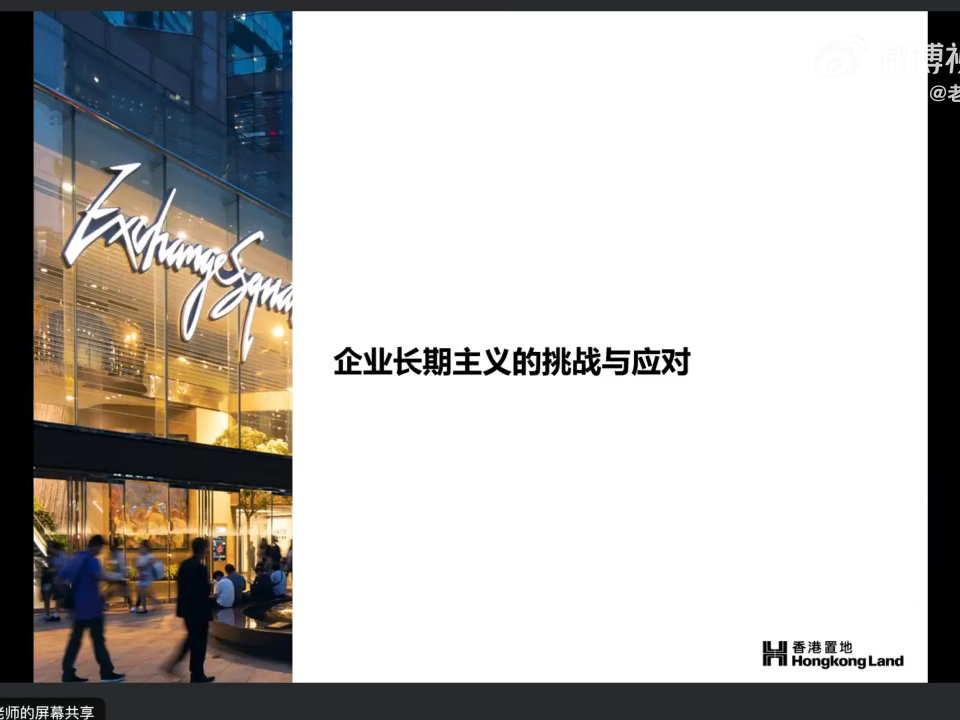 微博视
@老
Exchange Squa
企业长期主义的挑战与应对
香港置地
Hongkong Land
老师的屏幕共享